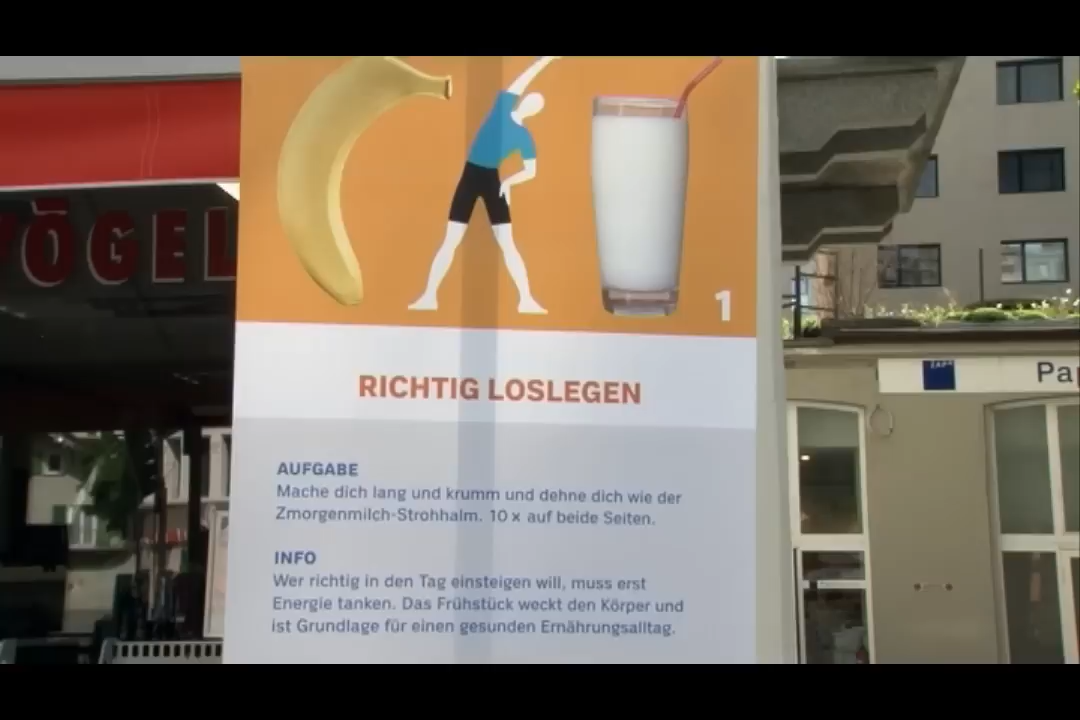 VÖGEL
1
RICHTIG LOSLEGEN
AUFGABE
Mache dich lang und krumm und dehne dich wie der
Zmorgenmilch-Strohhalm. 10 x auf beide Seiten.
INFO
Wer richtig in den Tag einsteigen will, muss erst
Energie tanken. Das Frühstück weckt den Körper und
ist Grundlage für einen gesunden Ernährungsalltag.
Pap